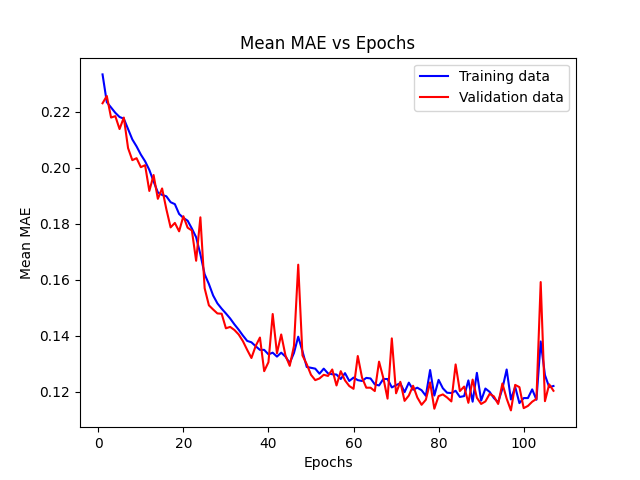 Mean MAE vs Epochs
Training data
Validation data
Mean MAE
0.22
0.20
0.18
0.16
0.14
0.12
0
20
40
60
80
100
Epochs